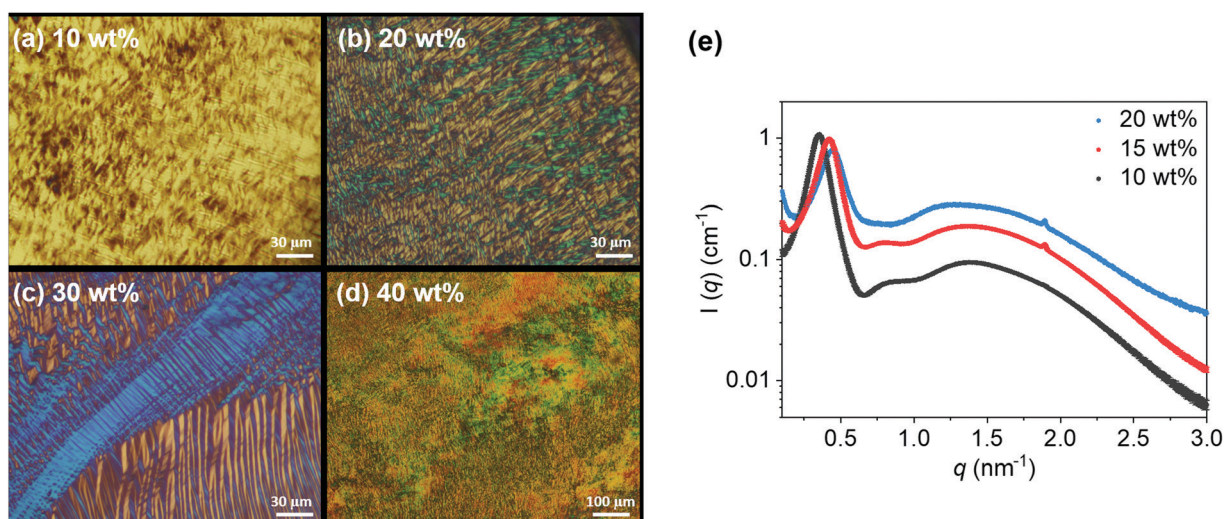 (a) 10 wt%
30 µm
(b) 20 wt%
30 µm
(c) 30 wt%
30 µm
(d) 40 wt%
100 µm
(e)
20 wt%
15 wt%
10 wt%
I (q) (cm⁻¹)
1
0.1
0.01
0.5 1.0 1.5 2.0 2.5 3.0
q (nm⁻¹)